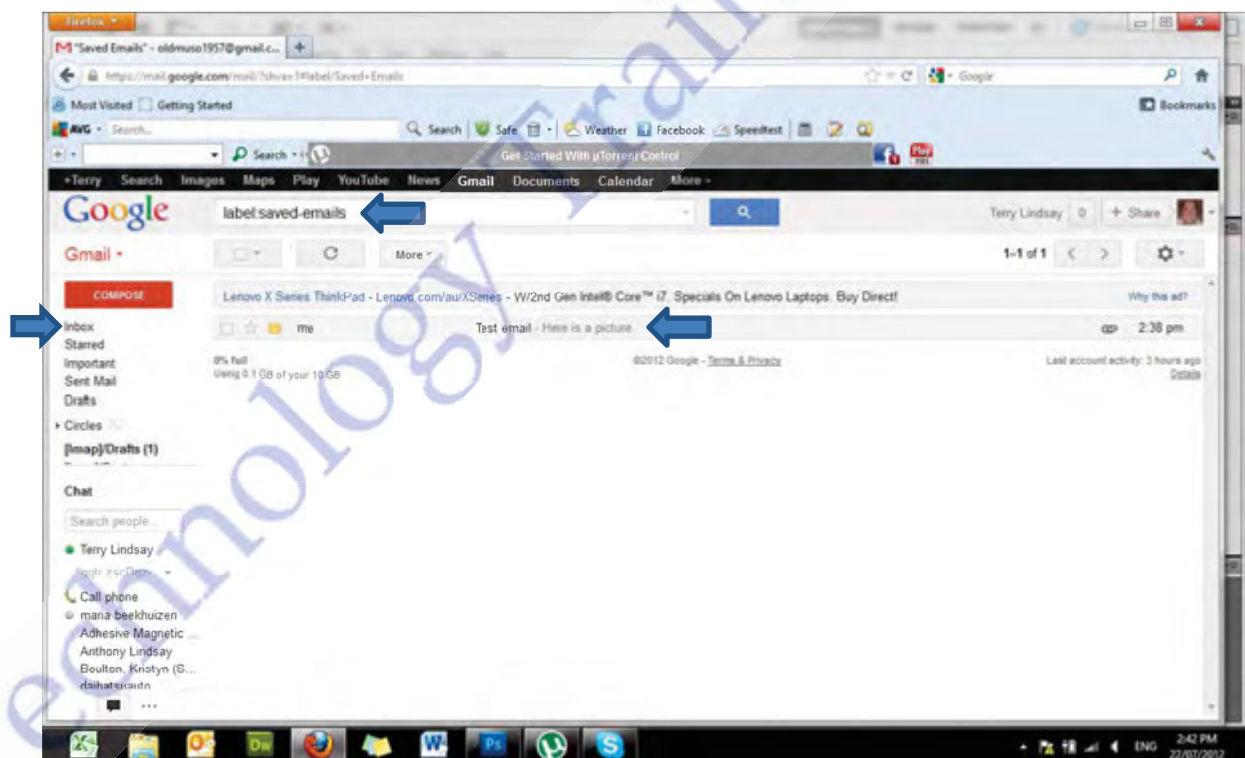 Firefox
"Saved Emails" - oldmuso1957@gmail.c... +
https://mail.google.com/mail/?shva=1#label/Saved+Emails Google
Most Visited Getting Started Bookmarks
AVG Search... Search Safe Weather Facebook Speedtest
Search Get Started With µTorrent Control
+Terry Search Images Maps Play YouTube News Gmail Documents Calendar More
Google label:saved-emails Terry Lindsay 0 + Share
Gmail More 1–1 of 1
COMPOSE Lenovo X Series ThinkPad - Lenovo.com/au/XSeries - W/2nd Gen Intel® Core™ i7. Specials On Lenovo Laptops. Buy Direct! Why this ad?
Inbox me Test email - Here is a picture 2:38 pm
Starred
Important 0% full ©2012 Google - Terms & Privacy Last account activity: 3 hours ago
Sent Mail Using 0.1 GB of your 10 GB Details
Drafts
Circles
[Imap]/Drafts (1)
Chat
Search people...
Terry Lindsay
Call phone
maria beekhuizen
Adhesive Magnetic ...
Anthony Lindsay
Boulton, Kristyn (S...
daihatsuauto
Dw W Ps S ENG 2:42 PM
22/07/2012
echnology Train